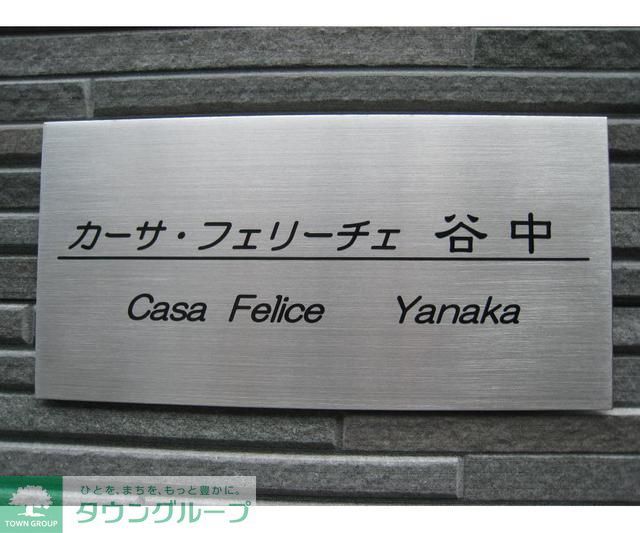 カーサ・フェリーチェ 谷中
Casa Felice Yanaka
ひとを、まちを、もっと豊かに。
タウングループ
TOWN GROUP